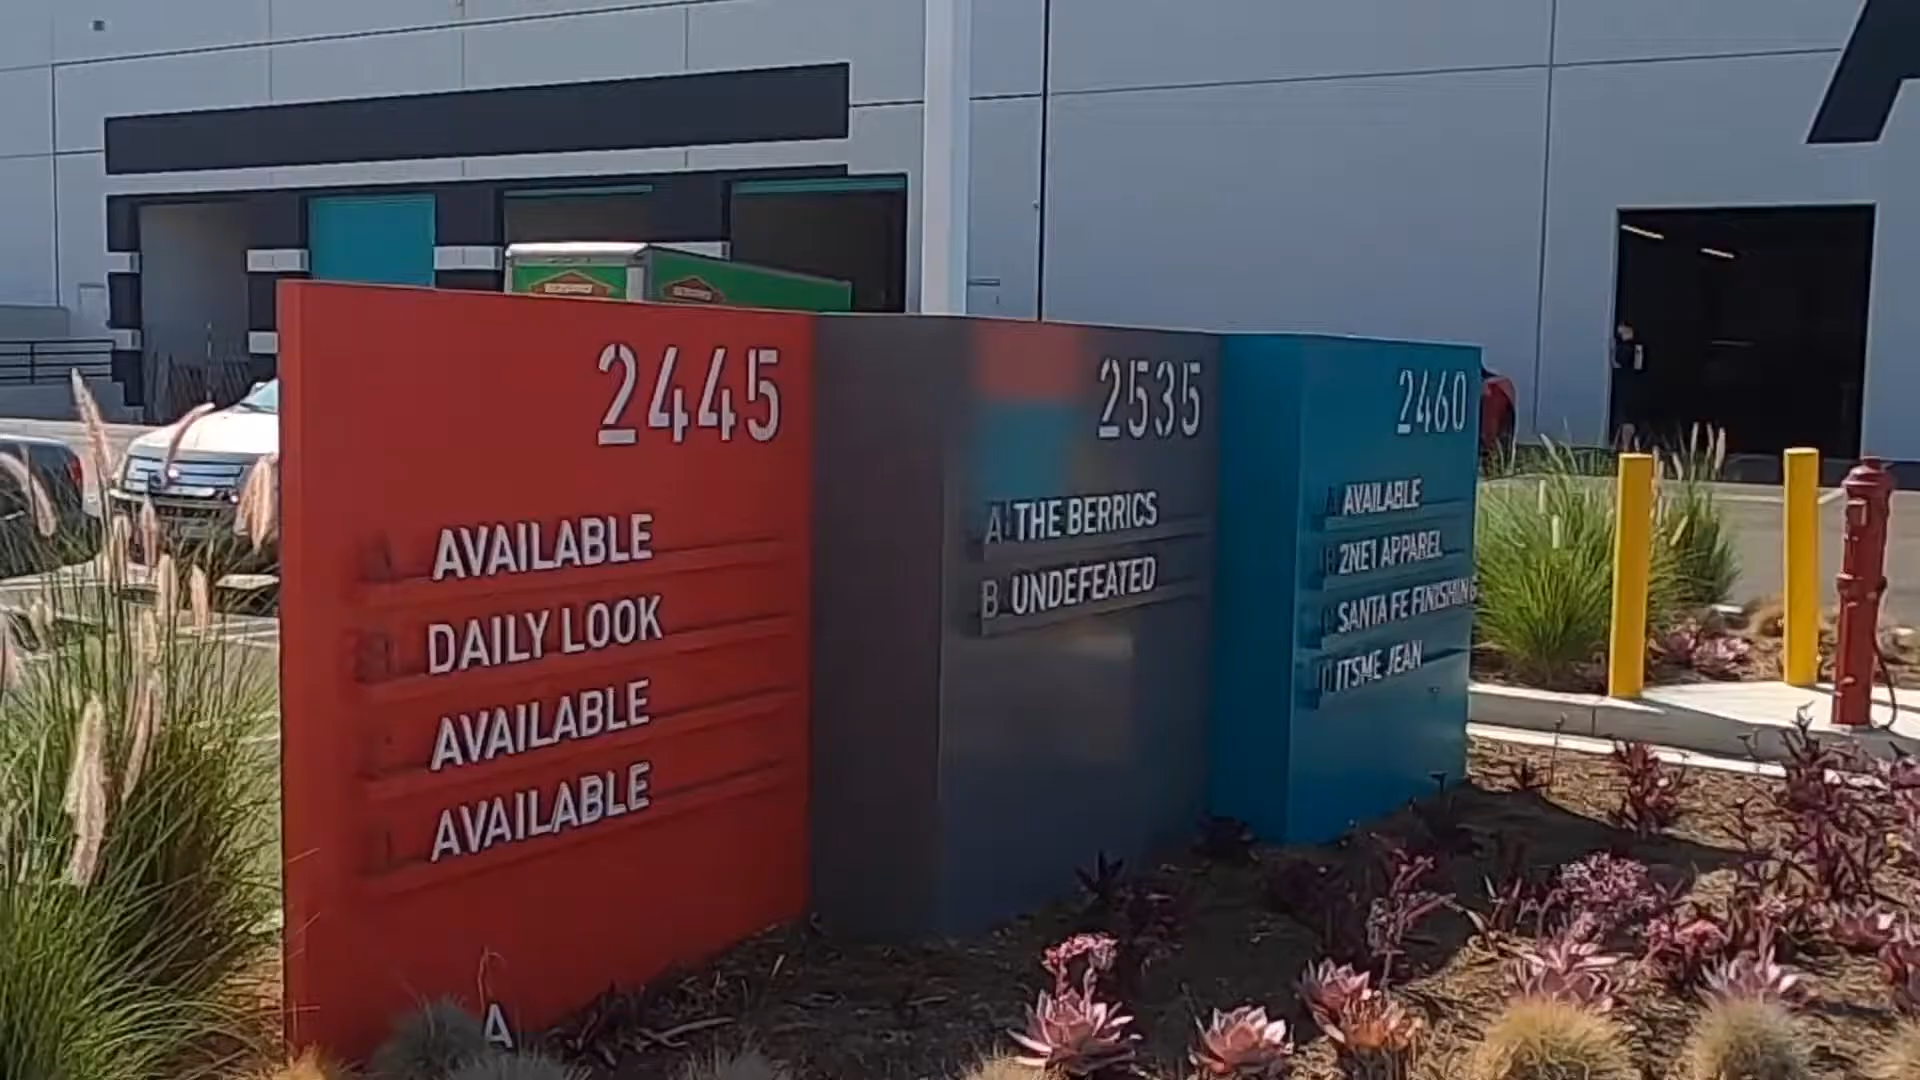 2445
A AVAILABLE
B DAILY LOOK
C AVAILABLE
D AVAILABLE
A
2535
A THE BERRICS
B UNDEFEATED
2460
A AVAILABLE
B 2NE1 APPAREL
C SANTA FE FINISHING
D ITSME JEAN